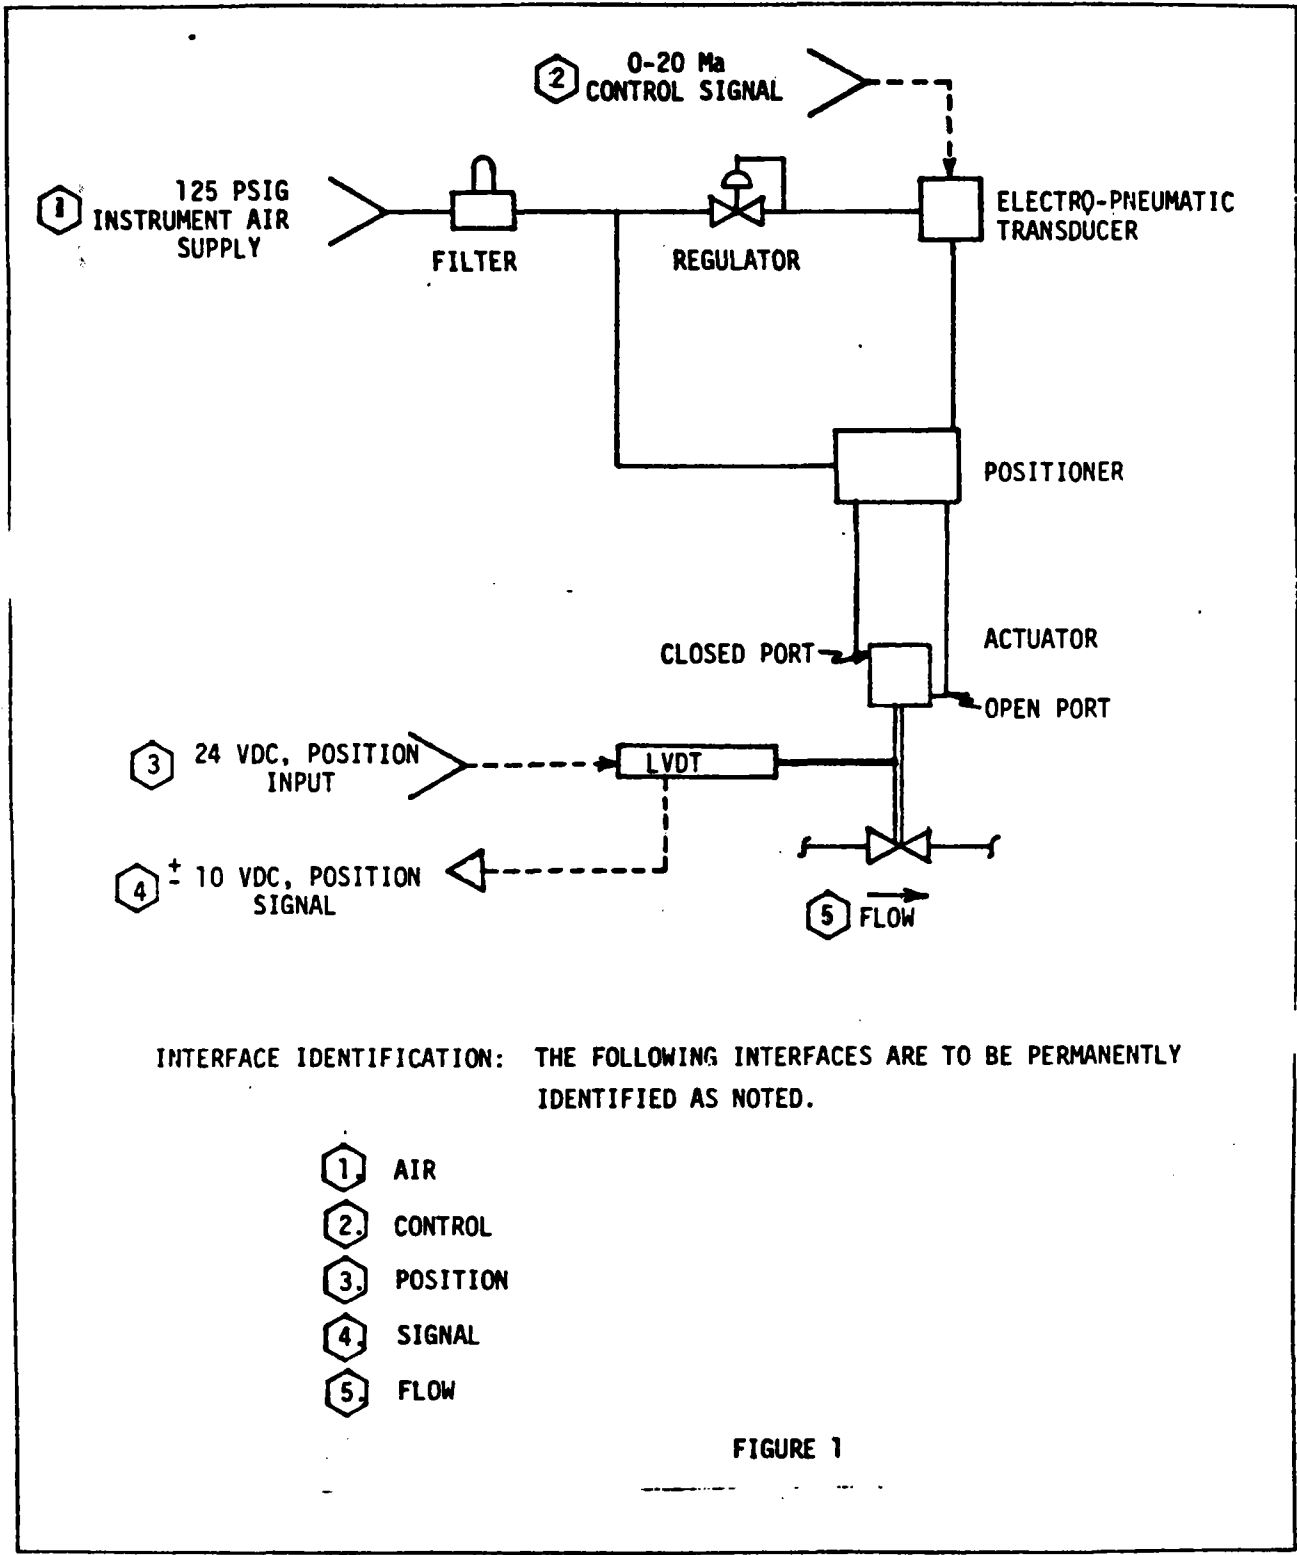 2
0-20 Ma
CONTROL SIGNAL
1
125 PSIG
INSTRUMENT AIR
SUPPLY
FILTER
REGULATOR
ELECTRO-PNEUMATIC
TRANSDUCER
POSITIONER
CLOSED PORT
ACTUATOR
OPEN PORT
3
24 VDC, POSITION
INPUT
LVDT
4
± 10 VDC, POSITION
SIGNAL
5
FLOW
INTERFACE IDENTIFICATION: THE FOLLOWING INTERFACES ARE TO BE PERMANENTLY
IDENTIFIED AS NOTED.
1. AIR
2. CONTROL
3. POSITION
4. SIGNAL
5. FLOW
FIGURE 1